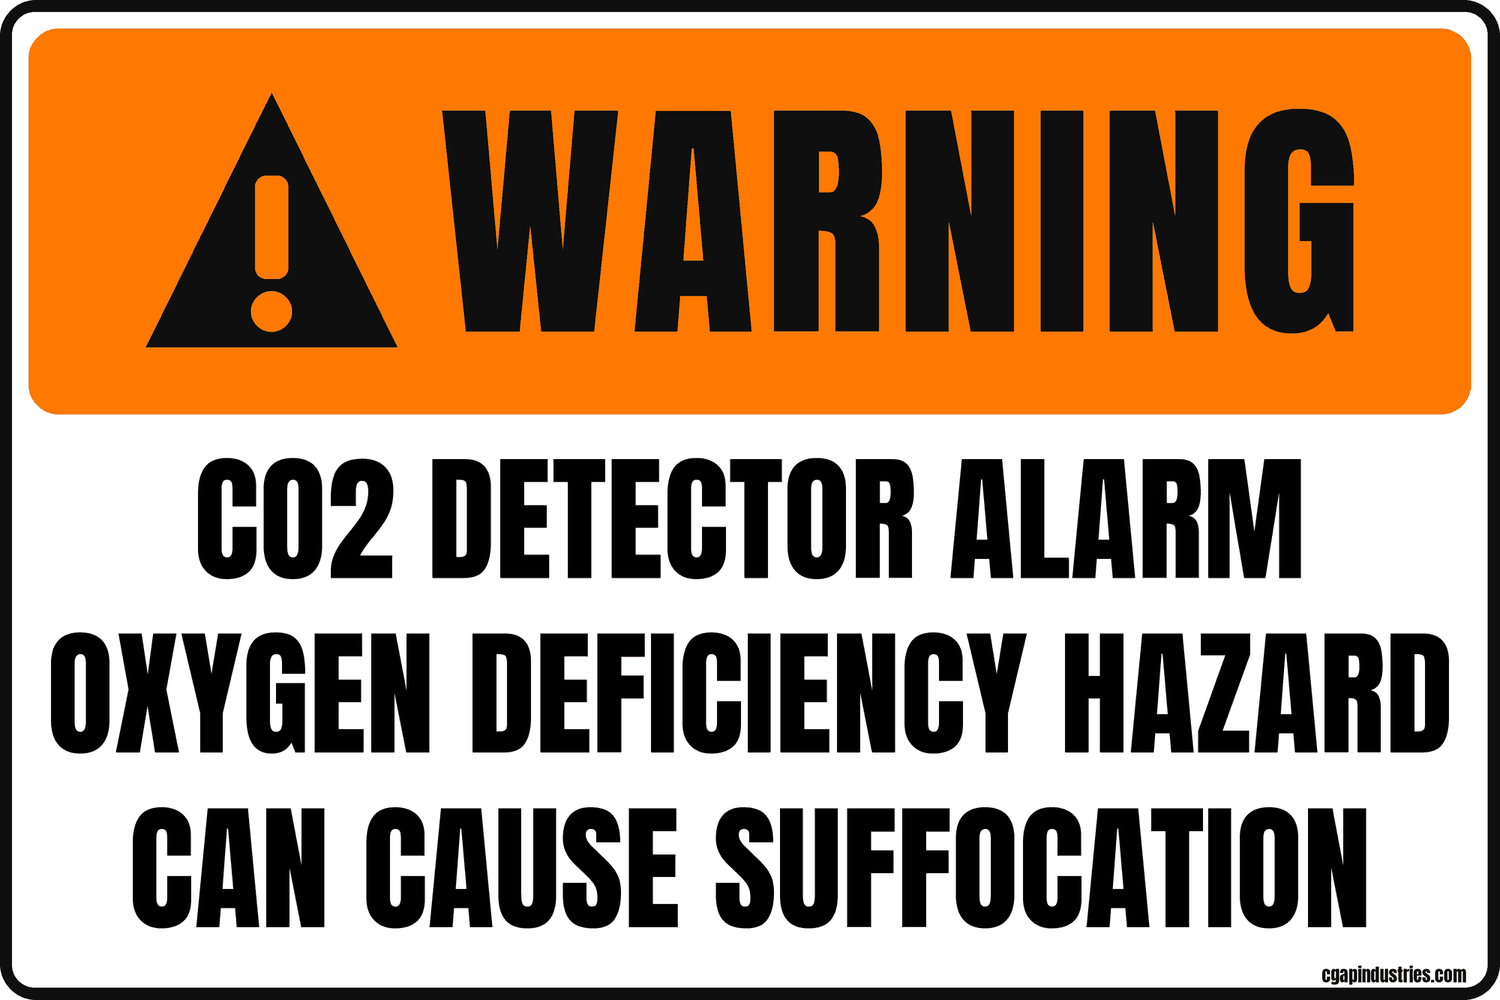 WARNING
CO2 DETECTOR ALARM
OXYGEN DEFICIENCY HAZARD
CAN CAUSE SUFFOCATION
cgapindustries.com